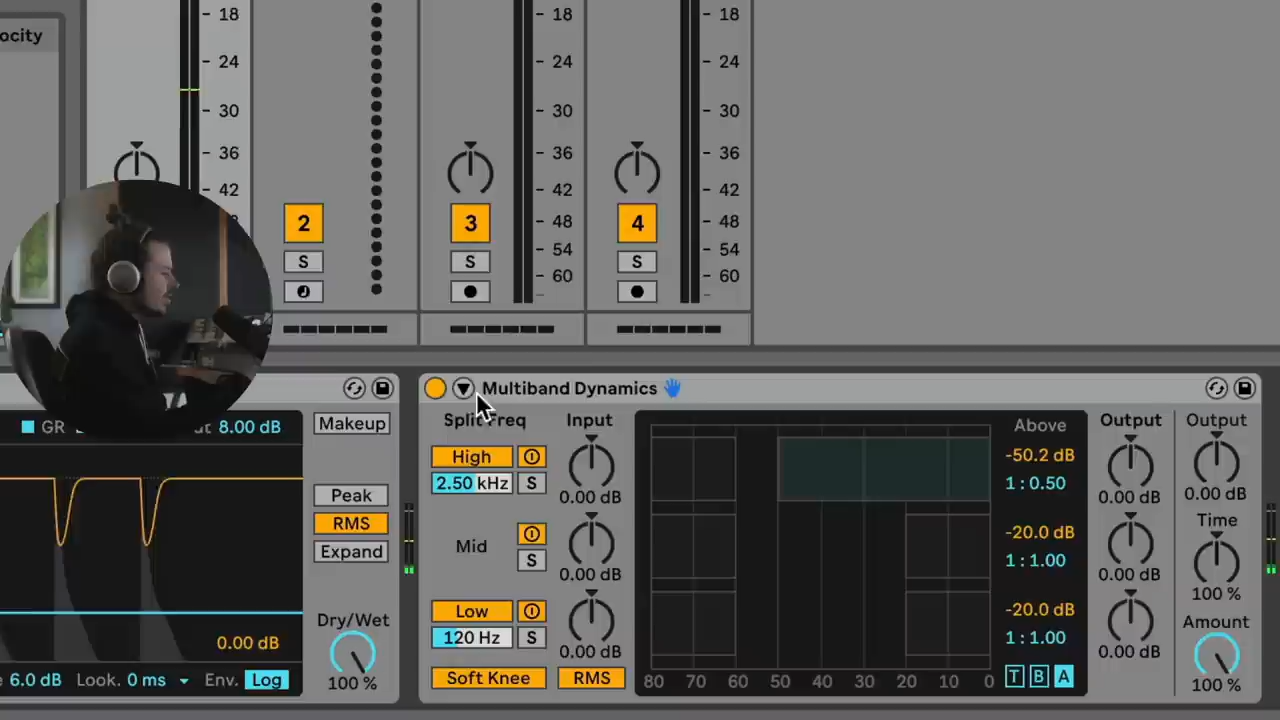 ocity
18
24
30
36
42
18
24
30
36
42
48
54
60
18
24
30
36
42
48
54
60
2
3
4
S
S
S
GR
8.00 dB
Makeup
Peak
RMS
Expand
Dry/Wet
100 %
0.00 dB
6.0 dB Look. 0 ms Env. Log
Multiband Dynamics
Split Freq
Input
High
2.50 kHz
S
0.00 dB
Mid
S
0.00 dB
Low
120 Hz
S
0.00 dB
Soft Knee
RMS
80 70 60 50 40 30 20 10 0
Above
-50.2 dB
1 : 0.50
-20.0 dB
1 : 1.00
-20.0 dB
1 : 1.00
T B A
Output
0.00 dB
0.00 dB
0.00 dB
Output
0.00 dB
Time
100 %
Amount
100 %